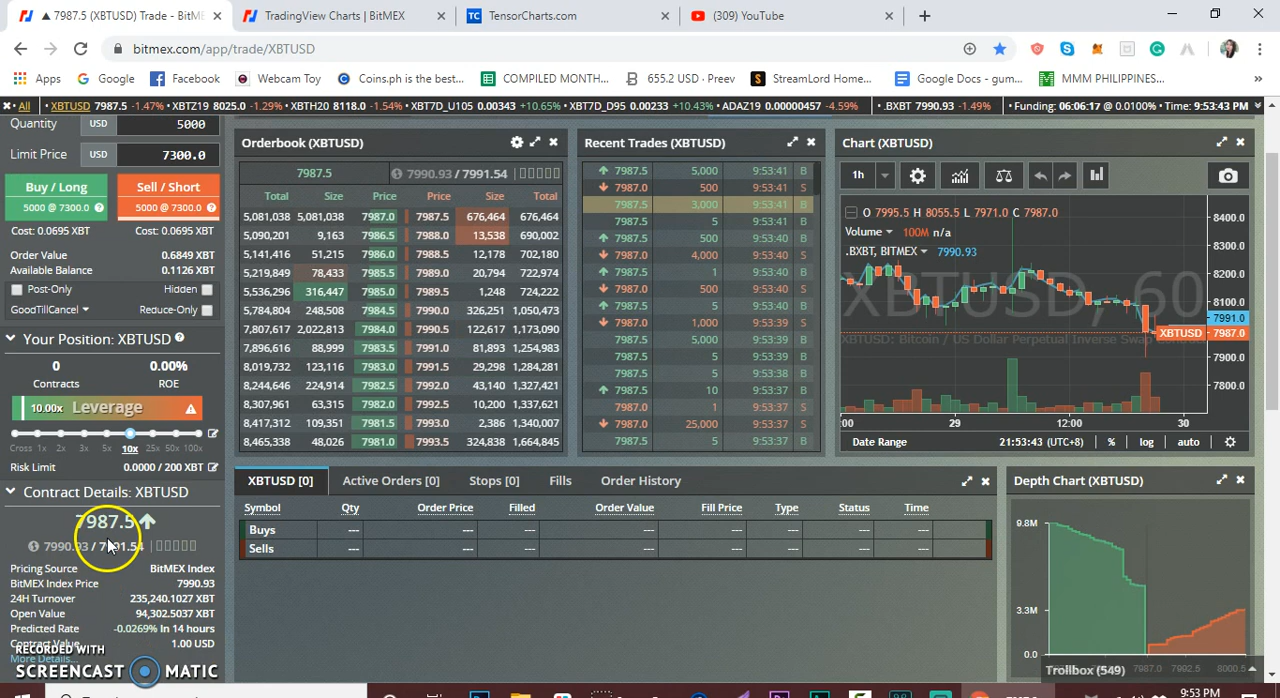 ▲ 7987.5 (XBTUSD) Trade - BitME
TradingView Charts | BitMEX
TensorCharts.com
(309) YouTube
bitmex.com/app/trade/XBTUSD
Apps
Google
Facebook
Webcam Toy
Coins.ph is the best...
COMPILED MONTH...
655.2 USD · Prev
StreamLord Home...
Google Docs - gum...
MMM PHILIPPINES...
All · XBTUSD 7987.5 -1.47% · XBTZ19 8025.0 -1.29% · XBTH20 8118.0 -1.54% · XBT7D_U105 0.00343 +10.65% · XBT7D_D95 0.00233 +10.43% · ADAZ19 0.00000457 -4.59% · .BXBT 7990.93 -1.49% · Funding: 06:06:17 @ 0.0100% · Time: 9:53:43 PM
Quantity USD 5000
Limit Price USD 7300.0
Buy / Long
5000 @ 7300.0
Sell / Short
5000 @ 7300.0
Cost: 0.0695 XBT
Cost: 0.0695 XBT
Order Value 0.6849 XBT
Available Balance 0.1126 XBT
Post-Only
Hidden
GoodTillCancel
Reduce-Only
Your Position: XBTUSD
0
0.00%
Contracts
ROE
10.00x Leverage
Cross 1x 2x 3x 5x 10x 25x 50x 100x
Risk Limit 0.0000 / 200 XBT
Contract Details: XBTUSD
7987.5
7990.93 / 7991.54
Pricing Source BitMEX Index
BitMEX Index Price 7990.93
24H Turnover 235,240.1027 XBT
Open Value 94,302.5037 XBT
Predicted Rate -0.0269% in 14 hours
Contract Value 1.00 USD
More Details...
RECORDED WITH
SCREENCAST MATIC
Orderbook (XBTUSD)
7987.5 7990.93 / 7991.54
Total Size Price Price Size Total
5,081,038 5,081,038 7987.0 7987.5 676,464 676,464
5,090,201 9,163 7986.5 7988.0 13,538 690,002
5,141,416 51,215 7986.0 7988.5 12,178 702,180
5,219,849 78,433 7985.5 7989.0 20,794 722,974
5,536,296 316,447 7985.0 7989.5 1,248 724,222
5,784,804 248,508 7984.5 7990.0 326,251 1,050,473
7,807,617 2,022,813 7984.0 7990.5 122,617 1,173,090
7,896,616 88,999 7983.5 7991.0 81,893 1,254,983
8,019,732 123,116 7983.0 7991.5 29,298 1,284,281
8,244,646 224,914 7982.5 7992.0 43,140 1,327,421
8,307,961 63,315 7982.0 7992.5 10,200 1,337,621
8,417,312 109,351 7981.5 7993.0 2,386 1,340,007
8,465,338 48,026 7981.0 7993.5 324,838 1,664,845
Recent Trades (XBTUSD)
7987.5 5,000 9:53:41 B
7987.0 500 9:53:41 S
7987.5 3,000 9:53:41 B
7987.5 5 9:53:41 B
7987.5 500 9:53:40 B
7987.0 4,000 9:53:40 S
7987.5 1 9:53:40 B
7987.0 500 9:53:40 S
7987.5 5 9:53:40 B
7987.0 1,000 9:53:39 S
7987.5 5,000 9:53:39 B
7987.5 5 9:53:39 B
7987.5 5 9:53:38 B
7987.5 10 9:53:37 B
7987.0 1 9:53:37 S
7987.0 25,000 9:53:37 S
7987.5 5 9:53:37 B
Chart (XBTUSD)
1h
O 7995.5 H 8055.5 L 7971.0 C 7987.0
Volume 100M n/a
.BXBT, BITMEX 7990.93
XBTUSD, 60
XBTUSD: Bitcoin / US Dollar Perpetual Inverse Swap
8400.0
8300.0
8200.0
8100.0
7991.0
XBTUSD 7987.0
7900.0
7800.0
:00 29 12:00 30
Date Range 21:53:43 (UTC+8) % log auto
XBTUSD [0] Active Orders [0] Stops [0] Fills Order History
Symbol Qty Order Price Filled Order Value Fill Price Type Status Time
Buys --- --- --- --- --- --- --- ---
Sells --- --- --- --- --- --- --- ---
Depth Chart (XBTUSD)
9.8M
3.3M
0.0
7987.0 7992.5 8000.5
Trollbox (549)
9:53 PM